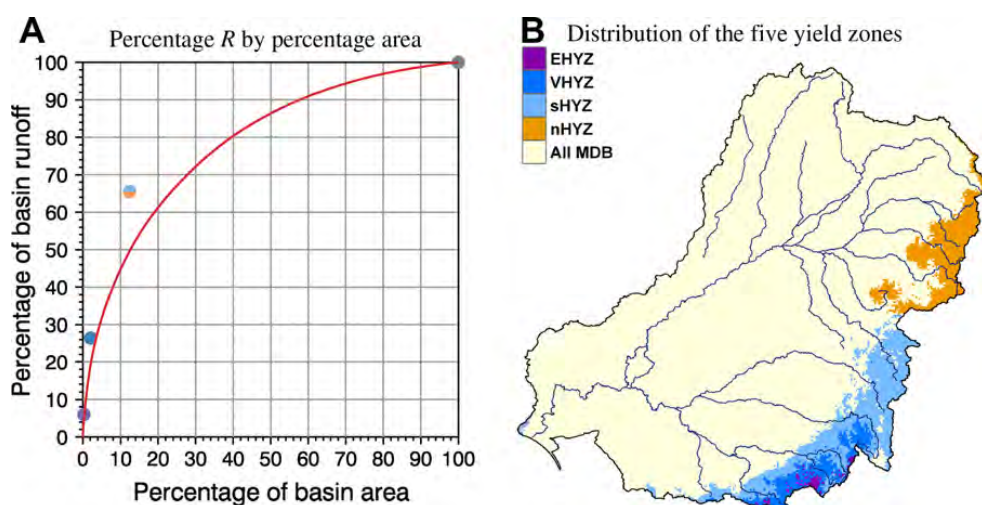 A
Percentage R by percentage area
100
90
80
70
60
50
40
30
20
10
0
Percentage of basin runoff
0 10 20 30 40 50 60 70 80 90 100
Percentage of basin area
B
Distribution of the five yield zones
EHYZ
VHYZ
sHYZ
nHYZ
All MDB